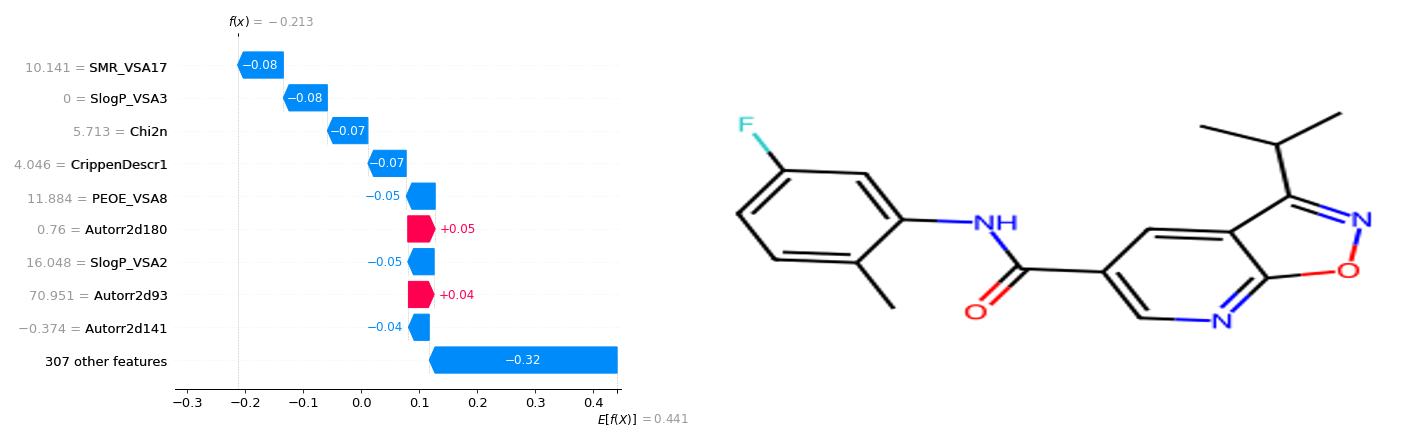 f(x) = −0.213
10.141 = SMR_VSA17
−0.08
0 = SlogP_VSA3
−0.08
5.713 = Chi2n
−0.07
4.046 = CrippenDescr1
−0.07
11.884 = PEOE_VSA8
−0.05
0.76 = Autorr2d180
+0.05
16.048 = SlogP_VSA2
−0.05
70.951 = Autorr2d93
+0.04
−0.374 = Autorr2d141
−0.04
307 other features
−0.32
−0.3 −0.2 −0.1 0.0 0.1 0.2 0.3 0.4
E[f(X)] = 0.441
F
NH
N
O
O
N